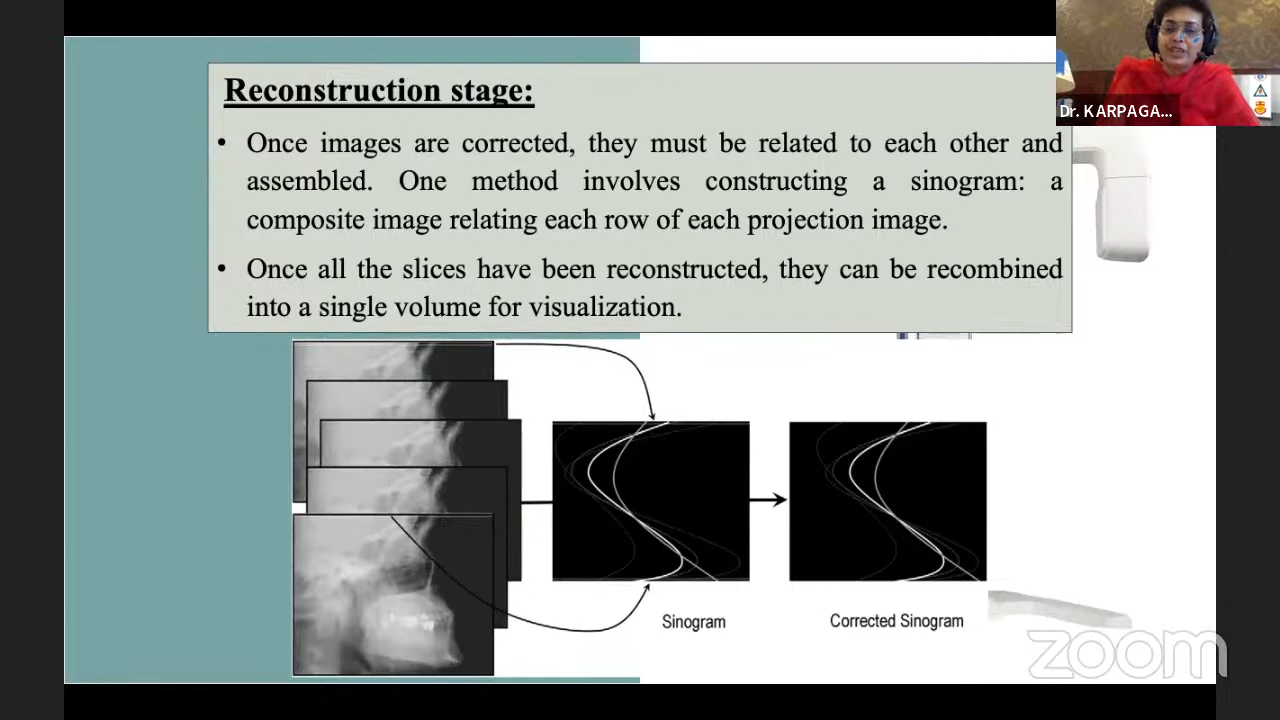 Reconstruction stage:
• Once images are corrected, they must be related to each other and
assembled. One method involves constructing a sinogram: a
composite image relating each row of each projection image.
• Once all the slices have been reconstructed, they can be recombined
into a single volume for visualization.
Dr. KARPAGA...
Sinogram
Corrected Sinogram
zoom